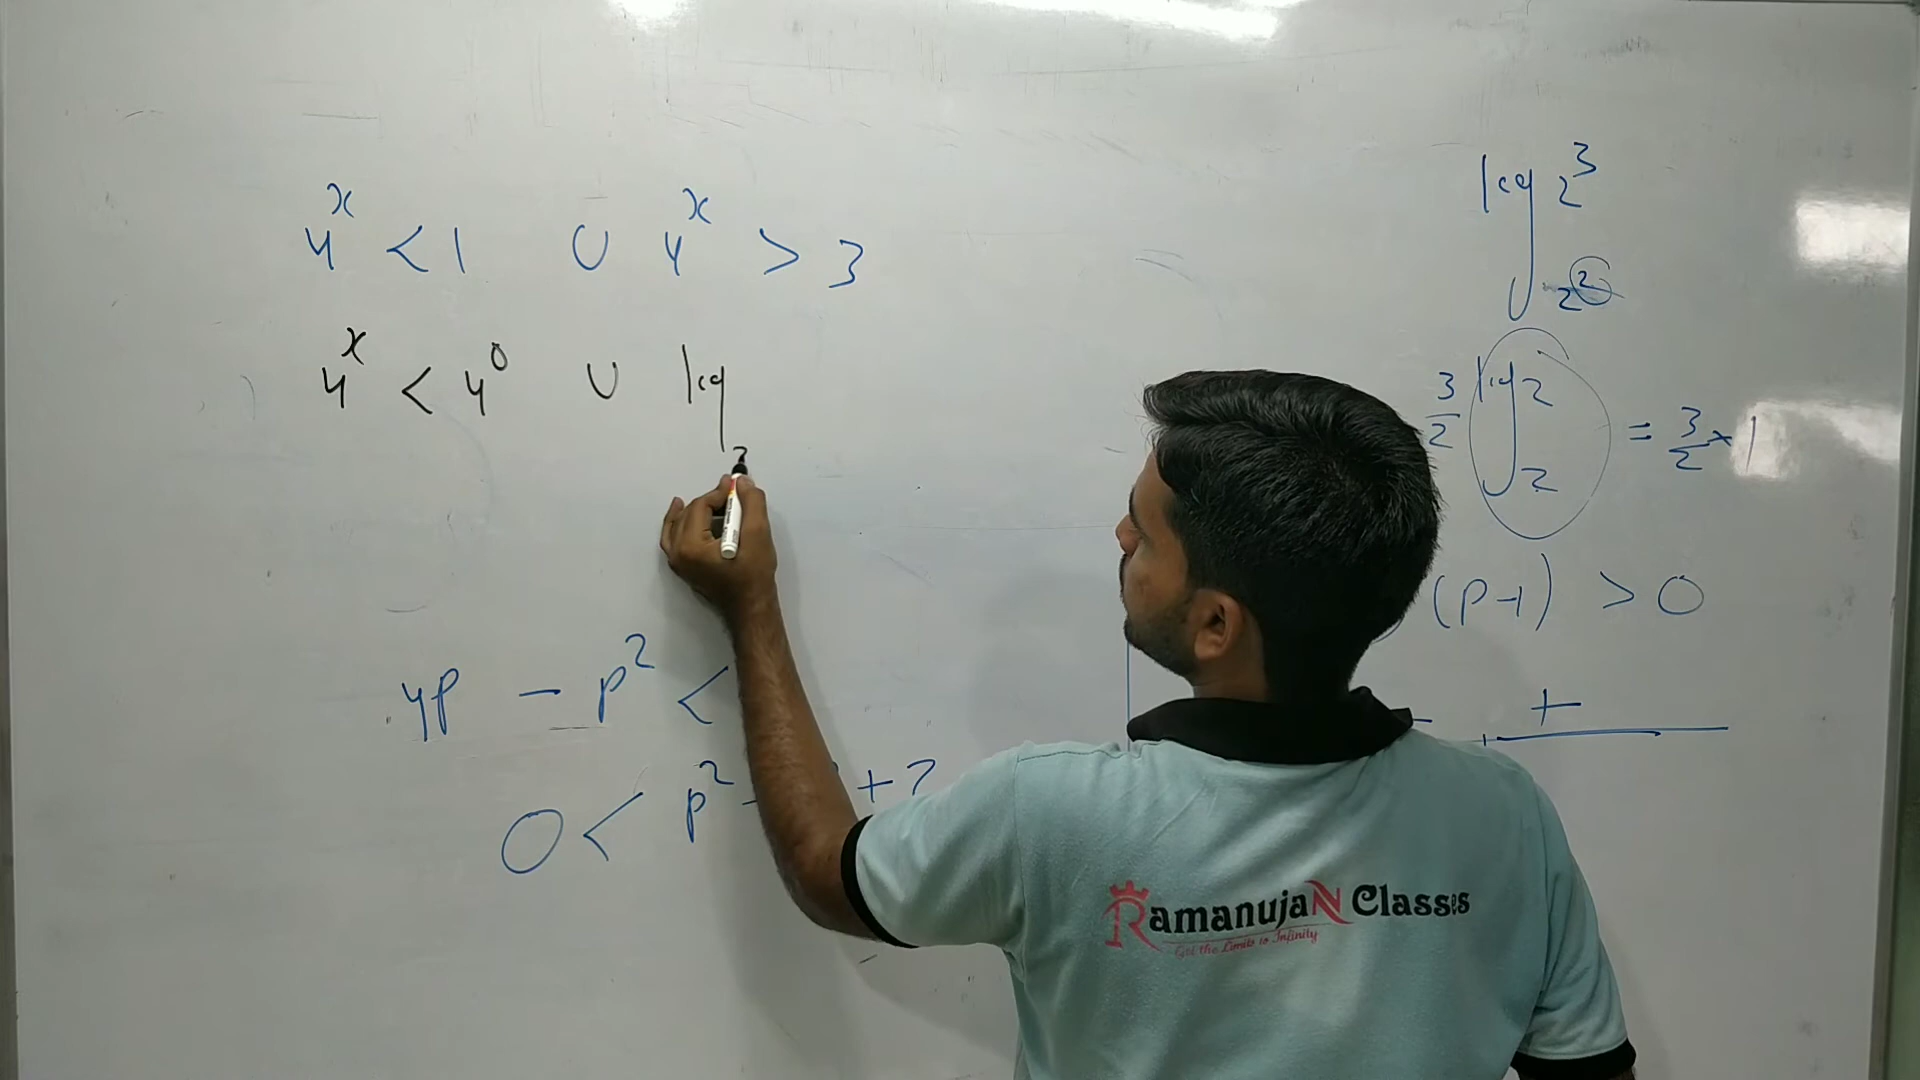 4^x < 1 ∪ 4^x > 3
4^x < 4^0 ∪ log
4p - p^2 <
0 < p^2 - + 3
log 2^3
2^2
3/2 log 2 = 3/2 × 1
2
(p-1) > 0
- +
RamanujaN Classes
Get the Limits to Infinity